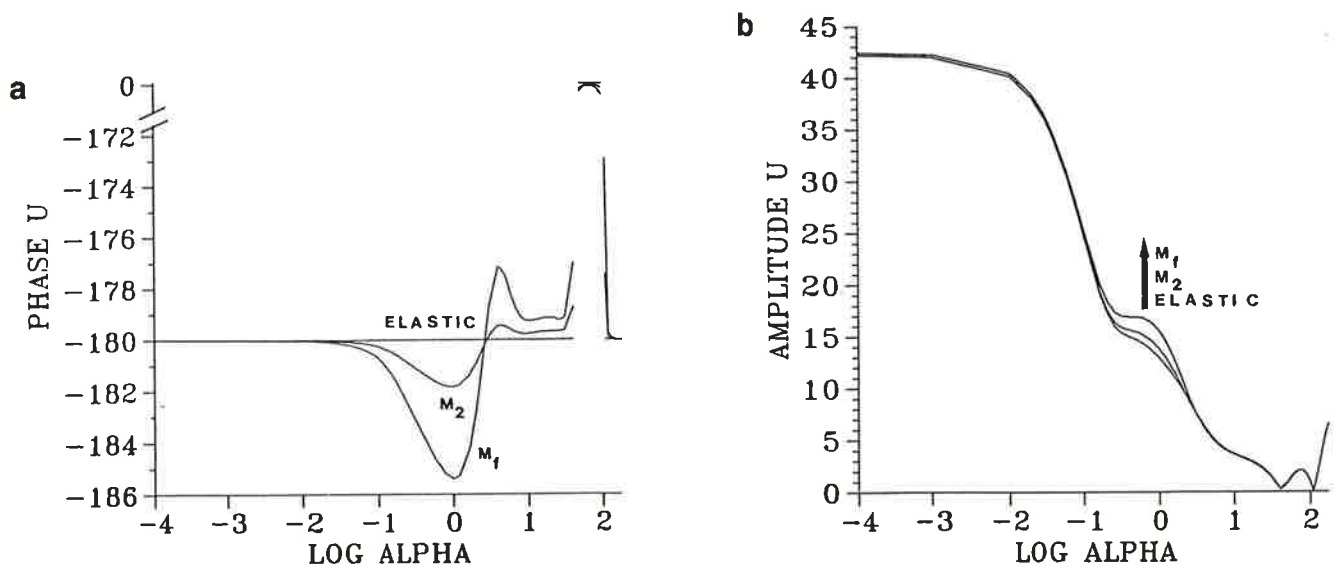 a
0
−172
−174
−176
−178
−180
−182
−184
−186
PHASE U
ELASTIC
M2
Mf
−4 −3 −2 −1 0 1 2
LOG ALPHA
b
45
40
35
30
25
20
15
10
5
0
AMPLITUDE U
Mf
M2
ELASTIC
−4 −3 −2 −1 0 1 2
LOG ALPHA